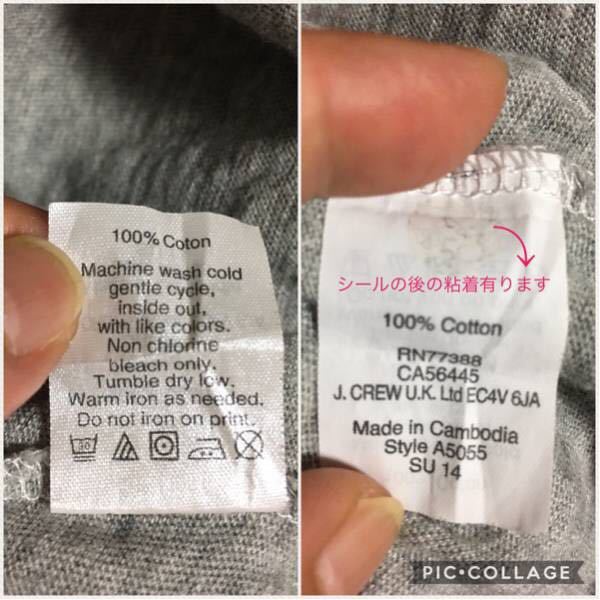 100% Coton
Machine wash cold
gentle cycle,
inside out,
with like colors.
Non chlorine
bleach only.
Tumble dry low.
Warm iron as needed.
Do not iron on print.
30
シールの後の粘着有ります
100% Cotton
RN77388
CA56445
J. CREW U.K. Ltd EC4V 6JA
Made in Cambodia
Style A5055
SU 14
PIC•COLLAGE